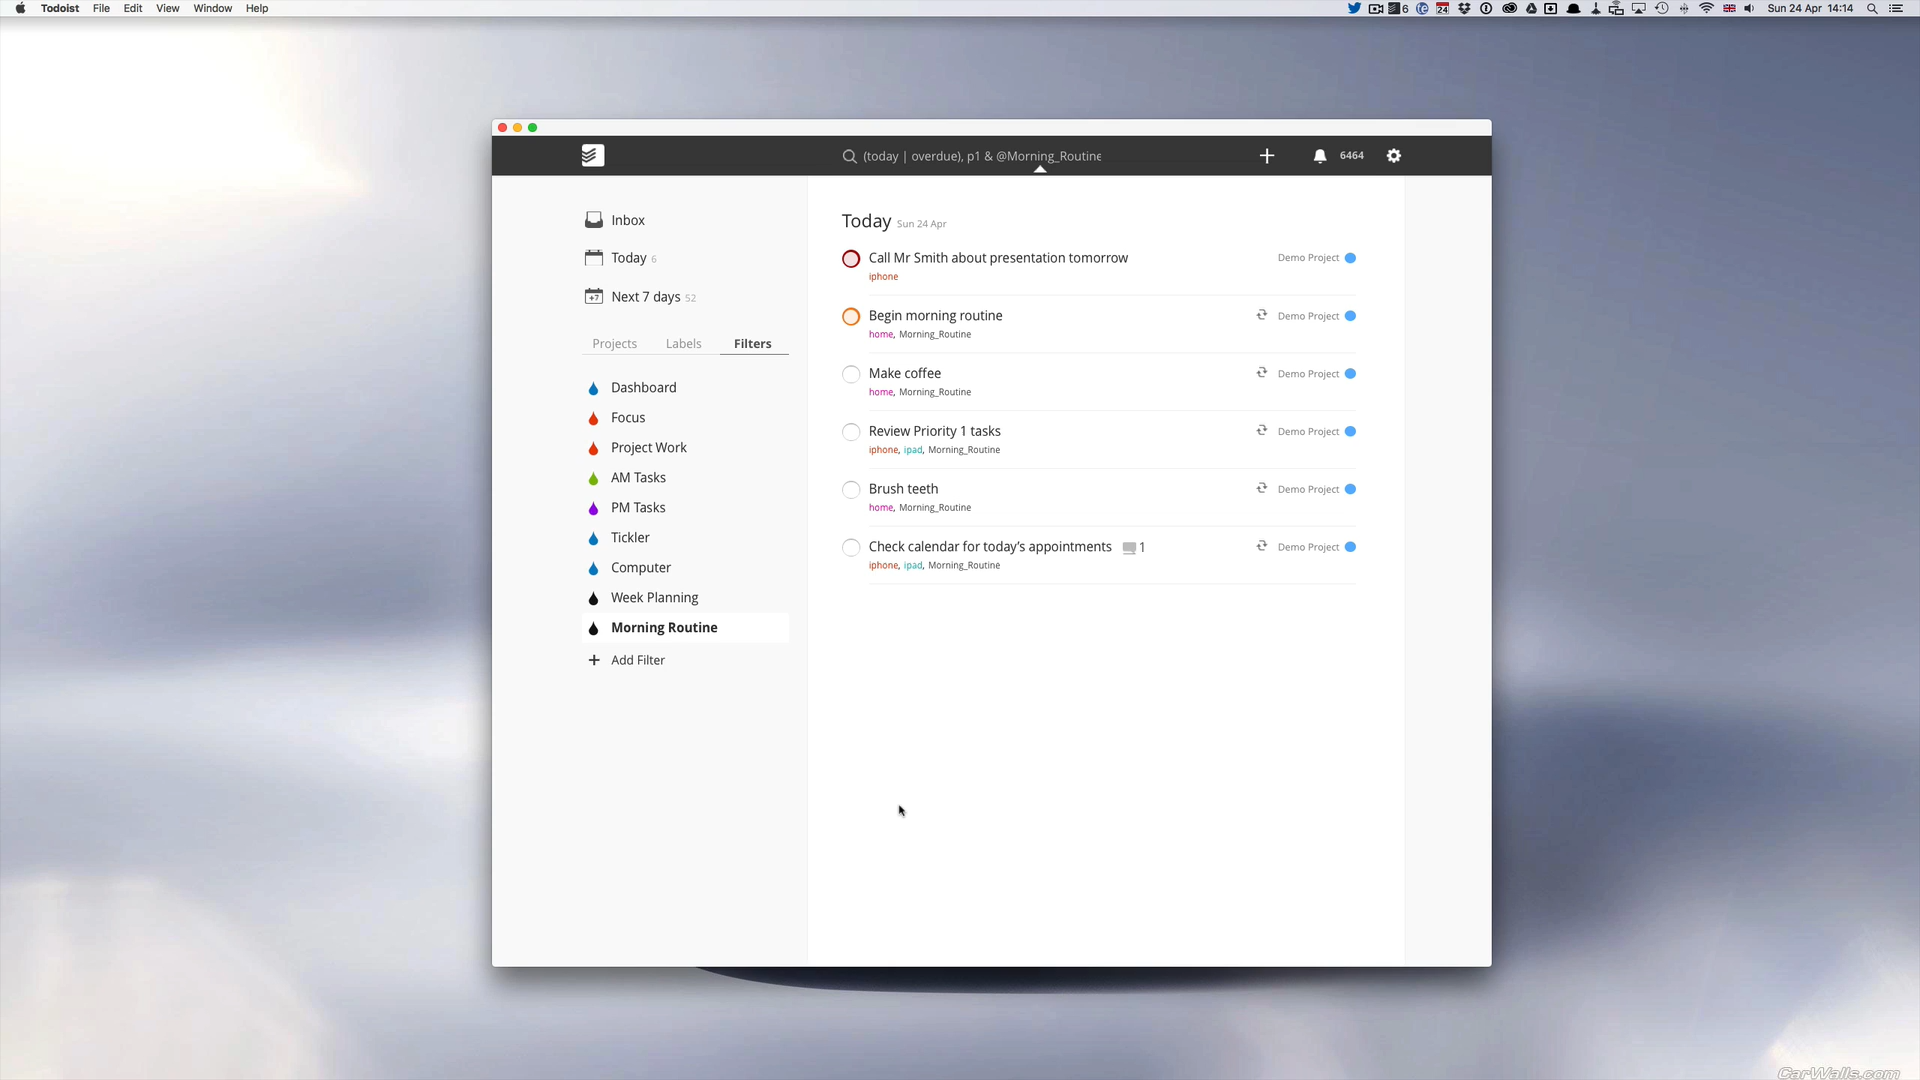 Todoist File Edit View Window Help
6 24 Sun 24 Apr 14:14
(today | overdue), p1 & @Morning_Routine
6464
Inbox
Today 6
+7 Next 7 days 52
Projects Labels Filters
Dashboard
Focus
Project Work
AM Tasks
PM Tasks
Tickler
Computer
Week Planning
Morning Routine
+ Add Filter
Today Sun 24 Apr
Call Mr Smith about presentation tomorrow Demo Project
iphone
Begin morning routine Demo Project
home, Morning_Routine
Make coffee Demo Project
home, Morning_Routine
Review Priority 1 tasks Demo Project
iphone, ipad, Morning_Routine
Brush teeth Demo Project
home, Morning_Routine
Check calendar for today's appointments 1 Demo Project
iphone, ipad, Morning_Routine
CarWalls.com